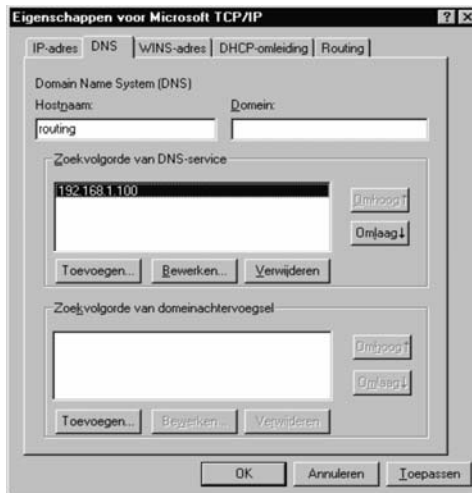 Eigenschappen voor Microsoft TCP/IP
IP-adres DNS WINS-adres DHCP-omleiding Routing
Domain Name System (DNS)
Hostnaam: Domein:
routing
Zoekvolgorde van DNS-service
192.168.1.100
Omhoog↑
Omlaag↓
Toevoegen... Bewerken... Verwijderen
Zoekvolgorde van domeinachtervoegsel
Omhoog↑
Omlaag↓
Toevoegen... Bewerken... Verwijderen
OK Annuleren Toepassen